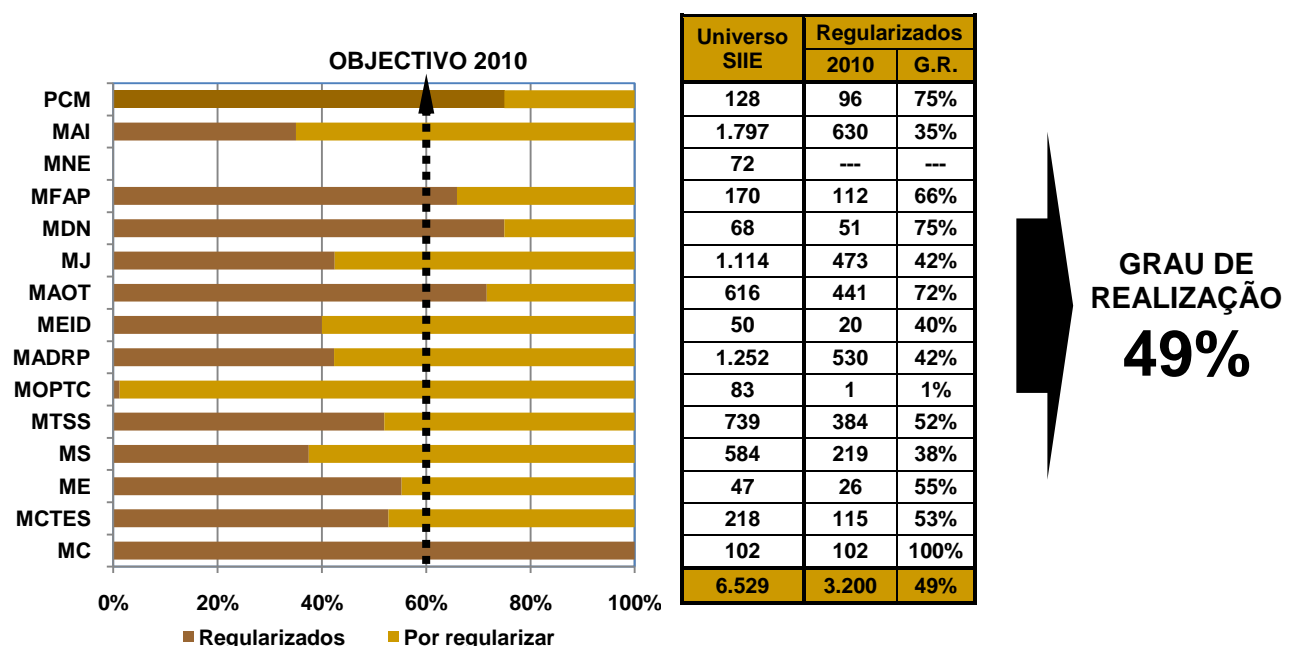 OBJECTIVO 2010
PCM
MAI
MNE
MFAP
MDN
MJ
MAOT
MEID
MADRP
MOPTC
MTSS
MS
ME
MCTES
MC
0% 20% 40% 60% 80% 100%
Regularizados Por regularizar
Universo SIIE Regularizados
2010 G.R.
128 96 75%
1.797 630 35%
72 --- ---
170 112 66%
68 51 75%
1.114 473 42%
616 441 72%
50 20 40%
1.252 530 42%
83 1 1%
739 384 52%
584 219 38%
47 26 55%
218 115 53%
102 102 100%
6.529 3.200 49%
GRAU DE
REALIZAÇÃO
49%